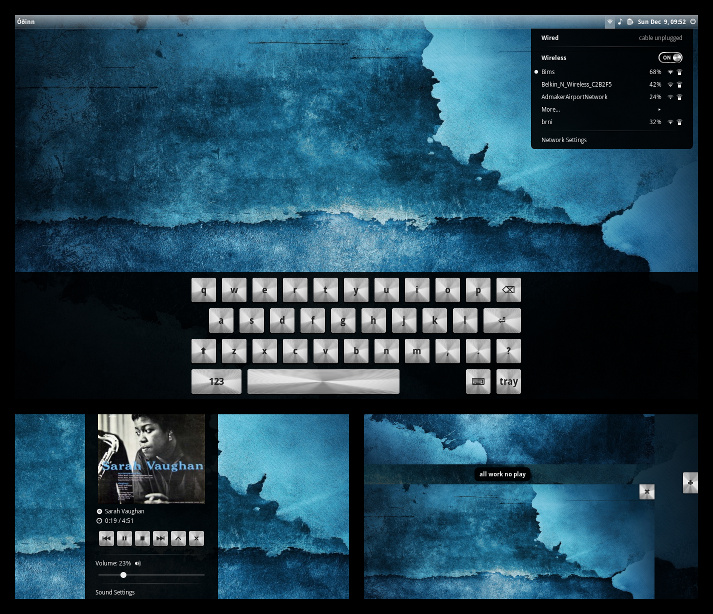 Óðinn
Sun Dec 9, 09:52
Wired cable unplugged
Wireless ON
Bims 68%
Belkin_N_Wireless_C2B2F5 42%
AdmakerAirportNetwork 24%
More...
brni 32%
Network Settings
q w e r t y u i o p
a s d f g h j k l
z x c v b n m , . ?
123 tray
Sarah Vaughan
Sarah Vaughan
0:19 / 4:51
Volume: 23%
Sound Settings
all work no play